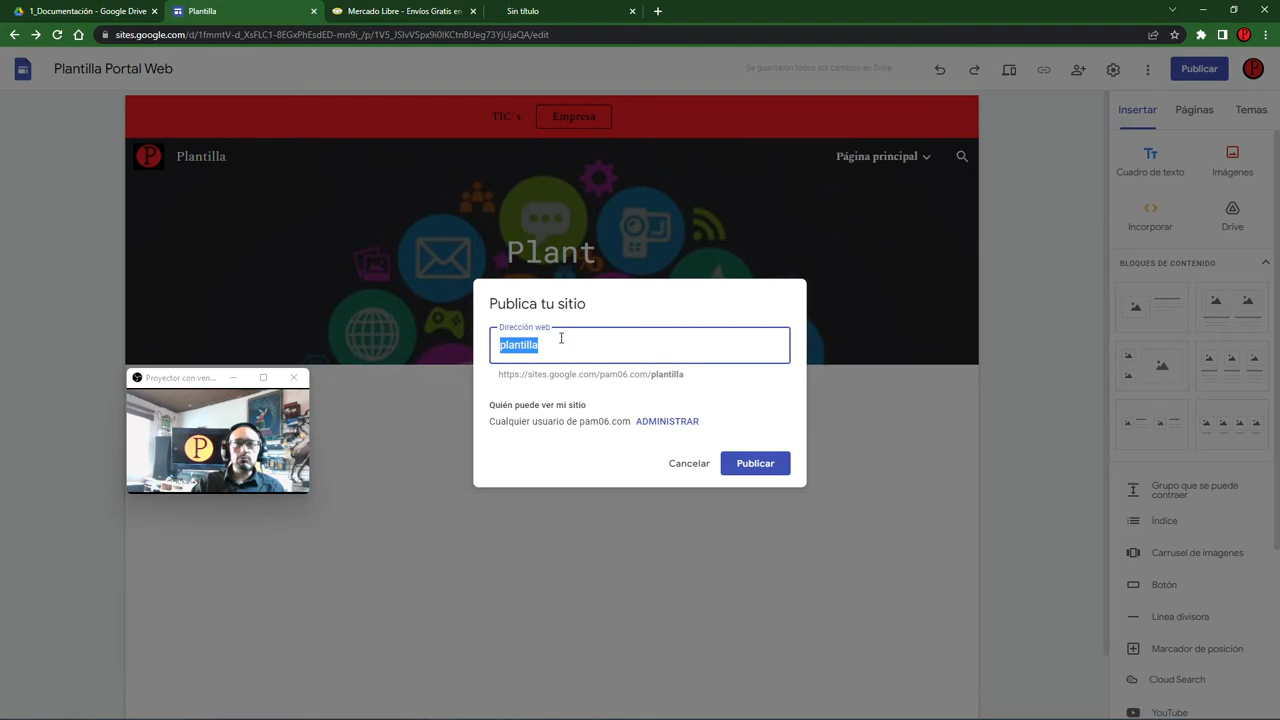 1_Documentación - Google Drive
Plantilla
Mercado Libre - Envíos Gratis en
Sin título
sites.google.com/d/1fmmtV-d_XsFLC1-8EGxPhEsdED-mn9i_/p/1V5_JSlvVSpx9i0lKCtnBUeg73YjUjaQA/edit
Plantilla Portal Web
Se guardaron todos los cambios en Drive.
Publicar
TIC´s
Empresa
Insertar
Páginas
Temas
P
Plantilla
Página principal
Cuadro de texto
Imágenes
Incorporar
Drive
Plant
BLOQUES DE CONTENIDO
Publica tu sitio
Dirección web
plantilla
https://sites.google.com/pam06.com/plantilla
Proyector con ven...
Quién puede ver mi sitio
Cualquier usuario de pam06.com ADMINISTRAR
P
Cancelar
Publicar
Grupo que se puede
contraer
Índice
Carrusel de imágenes
Botón
Línea divisora
Marcador de posición
Cloud Search
YouTube